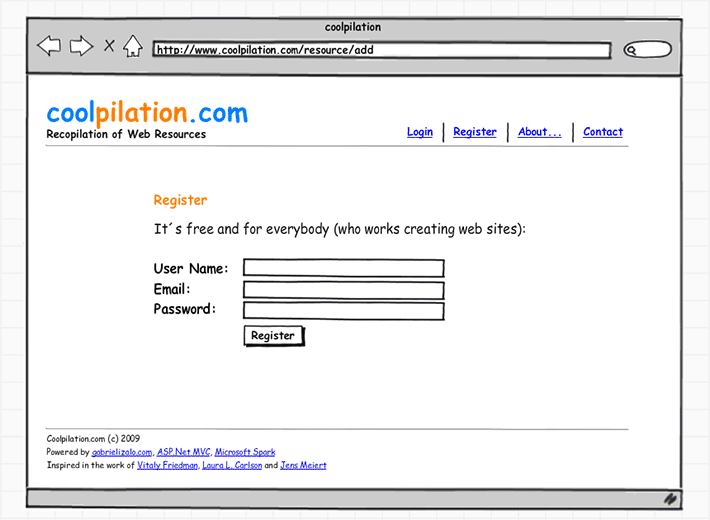 coolpilation
http://www.coolpilation.com/resource/add
coolpilation.com
Recopilation of Web Resources
Login Register About... Contact
Register
It´s free and for everybody (who works creating web sites):
User Name:
Email:
Password:
Register
Coolpilation.com (c) 2009
Powered by gabrielizalo.com, ASP.Net MVC, Microsoft Spark
Inspired in the work of Vitaly Friedman, Laura L. Carlson and Jens Meiert